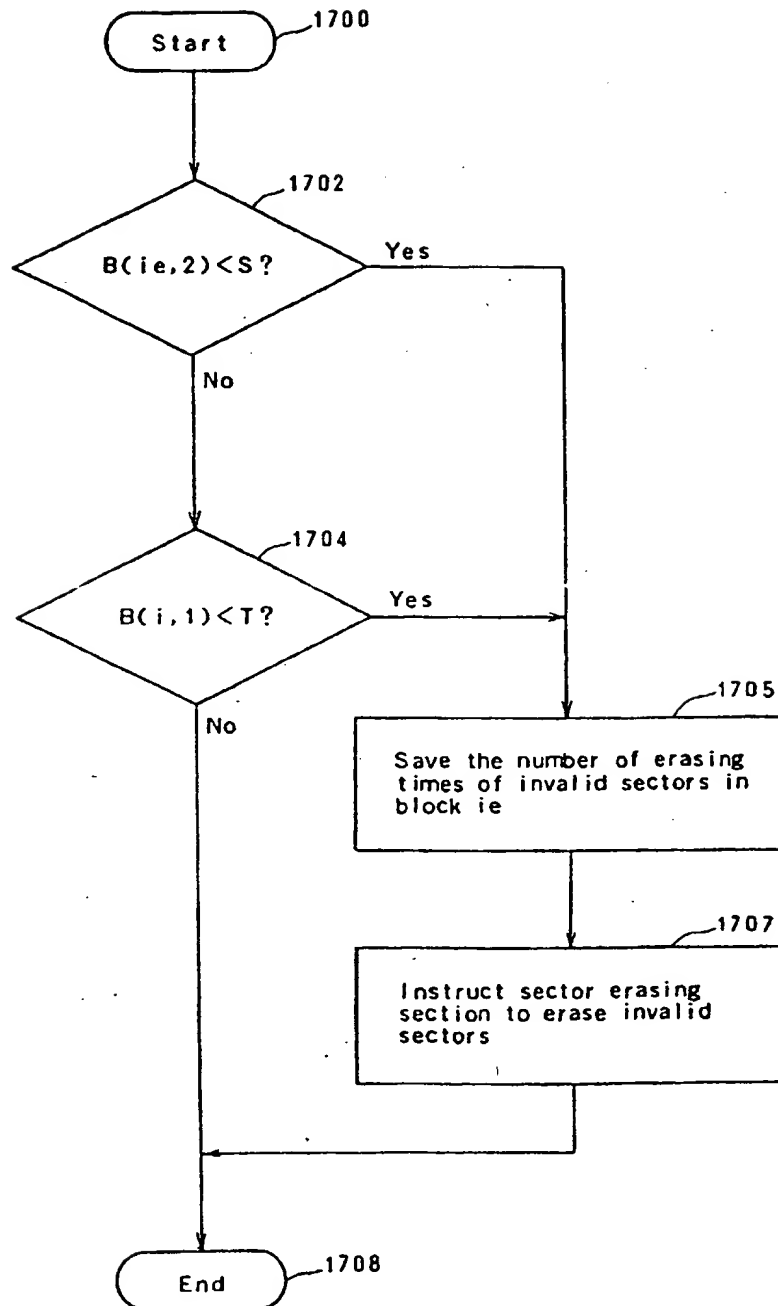 1700
Start
1702
B(ie,2)<S?
Yes
No
1704
B(i,1)<T?
Yes
No
1705
Save the number of erasing
times of invalid sectors in
block ie
1707
Instruct sector erasing
section to erase invalid
sectors
End
1708